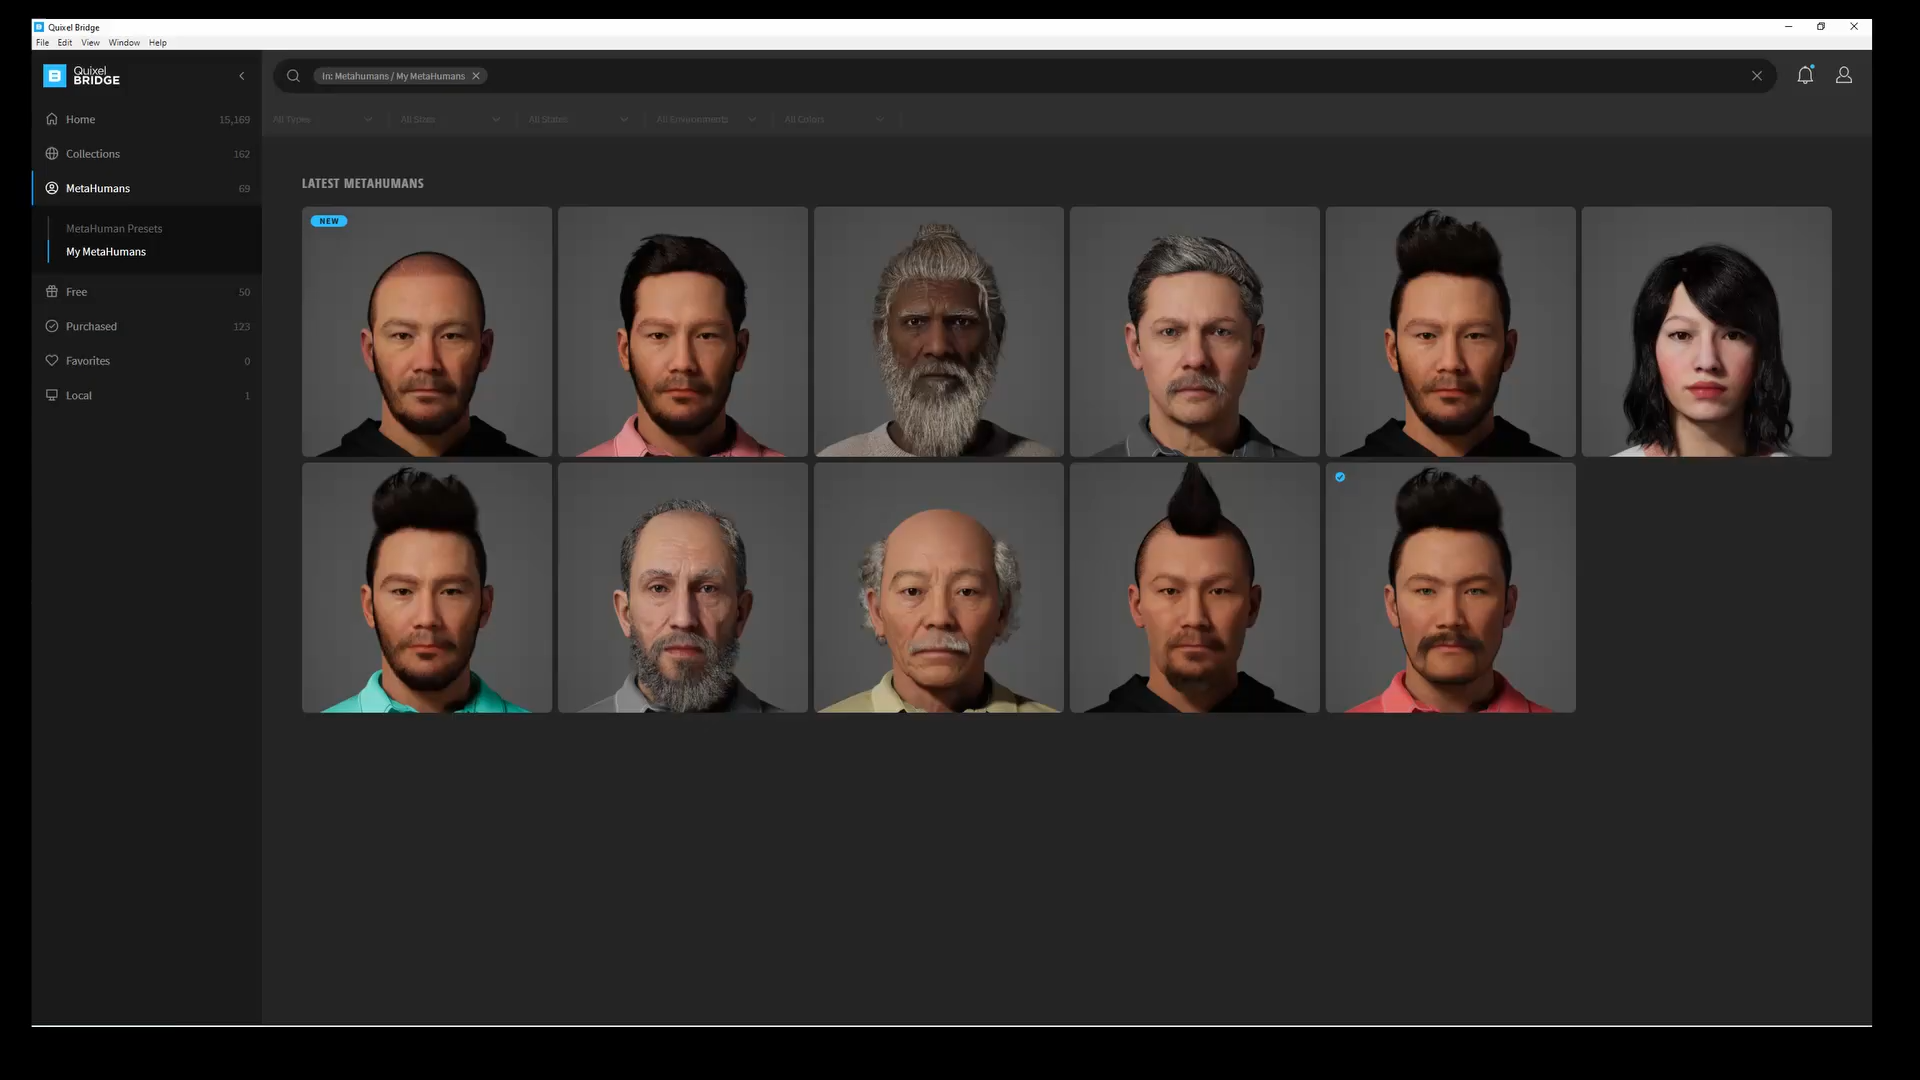 Quixel Bridge
File Edit View Window Help
Quixel
BRIDGE
In: Metahumans / My MetaHumans
Home 15,169
All Types All Sizes All States All Environments All Colors
Collections 162
MetaHumans 69
MetaHuman Presets
My MetaHumans
Free 50
Purchased 123
Favorites 0
Local 1
LATEST METAHUMANS
NEW